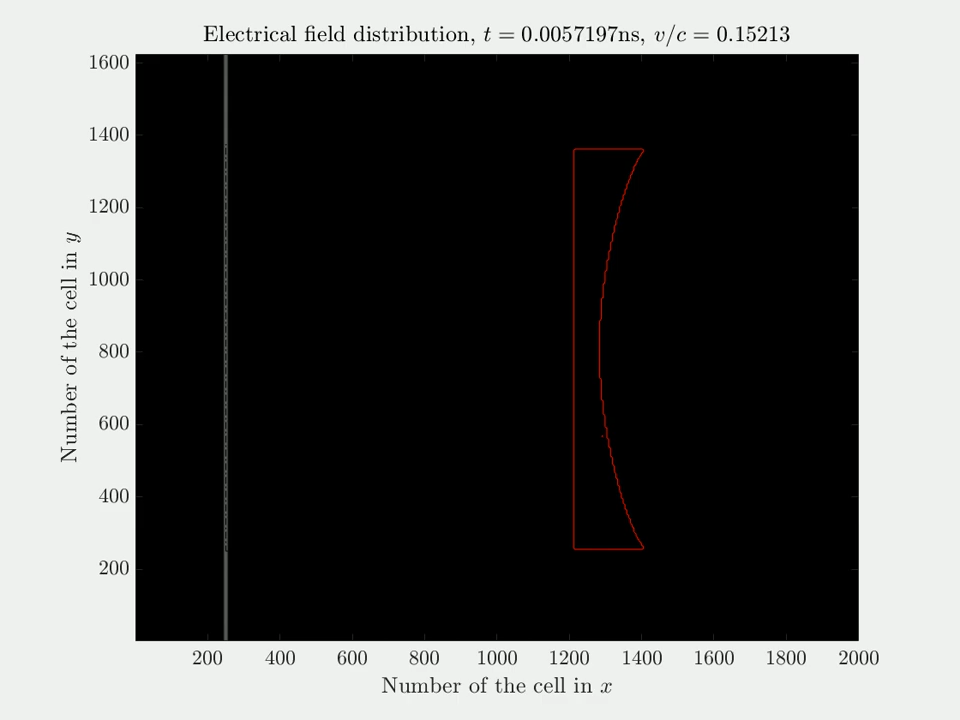 Electrical field distribution, t = 0.0057197ns, v/c = 0.15213
1600
1400
1200
1000
800
600
400
200
Number of the cell in y
200 400 600 800 1000 1200 1400 1600 1800 2000
Number of the cell in x